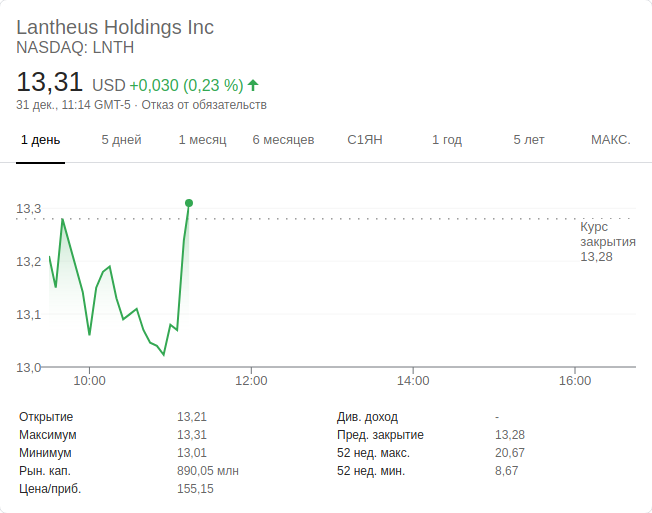 Lantheus Holdings Inc
NASDAQ: LNTH
13,31 USD +0,030 (0,23 %)
31 дек., 11:14 GMT-5 · Отказ от обязательств
1 день 5 дней 1 месяц 6 месяцев С1ЯН 1 год 5 лет МАКС.
13,3
Курс
закрытия
13,28
13,2
13,1
13,0
10:00 12:00 14:00 16:00
Открытие 13,21 Див. доход -
Максимум 13,31 Пред. закрытие 13,28
Минимум 13,01 52 нед. макс. 20,67
Рын. кап. 890,05 млн 52 нед. мин. 8,67
Цена/приб. 155,15